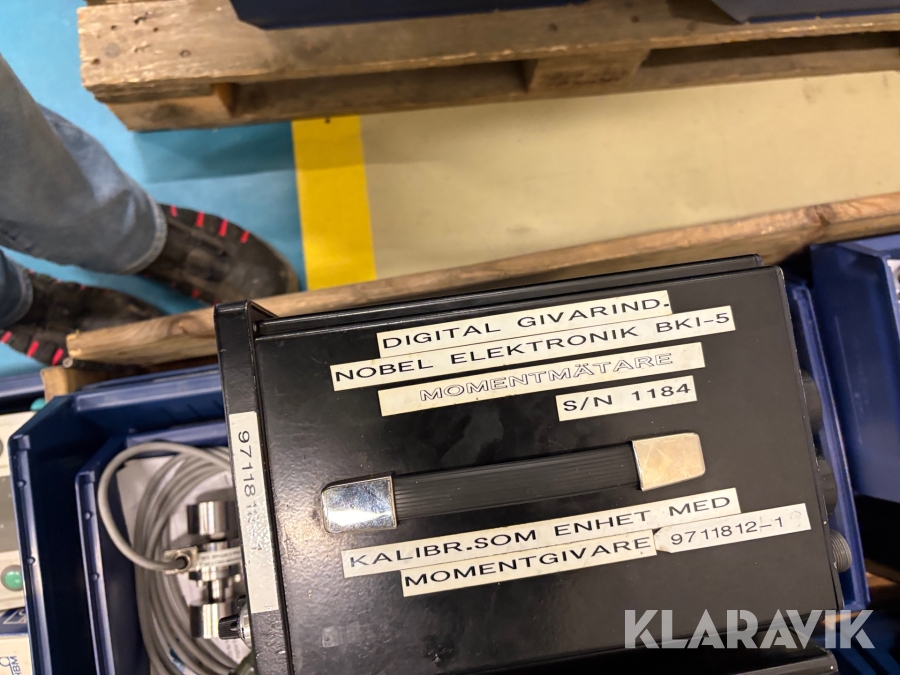 DIGITAL GIVARIND.
NOBEL ELEKTRONIK BKI-5
MOMENTMÄTARE
S/N 1184
KALIBR.SOM ENHET MED
MOMENTGIVARE 9711812-1
KLARAVIK